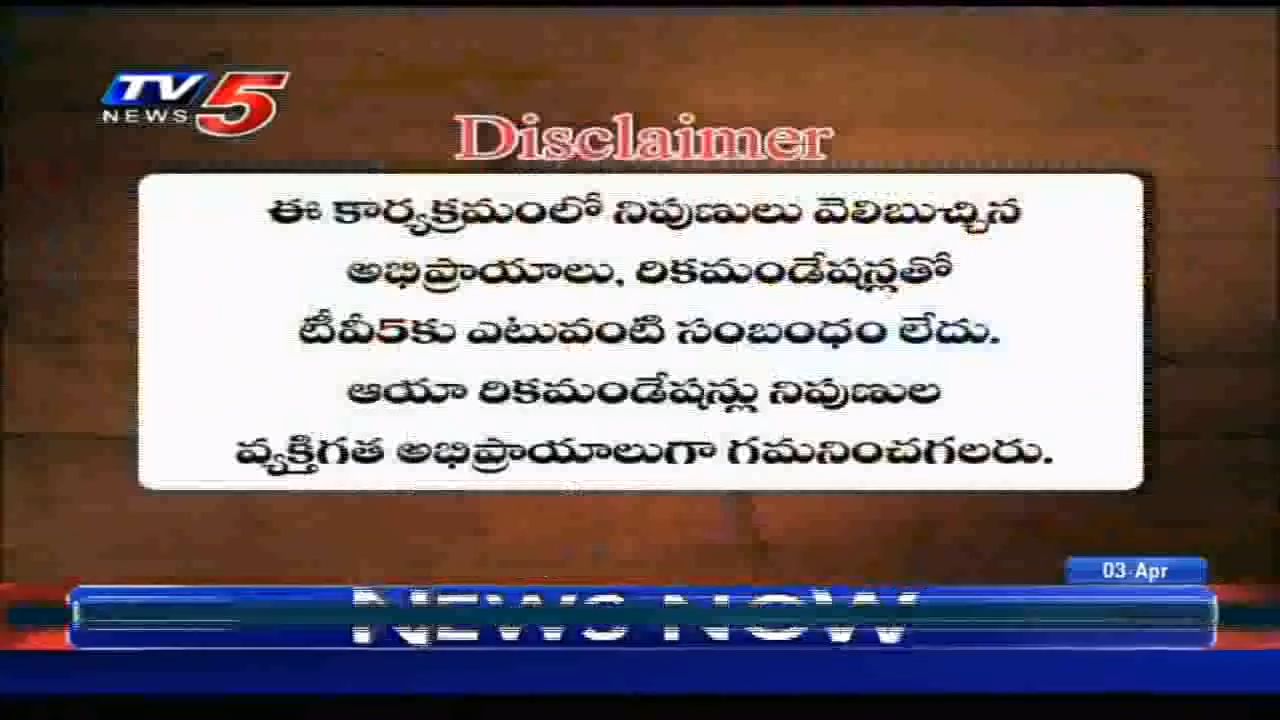 TV5
NEWS
Disclaimer
ఈ కార్యక్రమంలో నిపుణులు వెలిబుచ్చిన
అభిప్రాయాలు, రికమండేషన్లతో
టీవీ5కు ఎటువంటి సంబంధం లేదు.
ఆయా రికమండేషన్లు నిపుణుల
వ్యక్తిగత అభిప్రాయాలుగా గమనించగలరు.
03-Apr
NEWS NOW